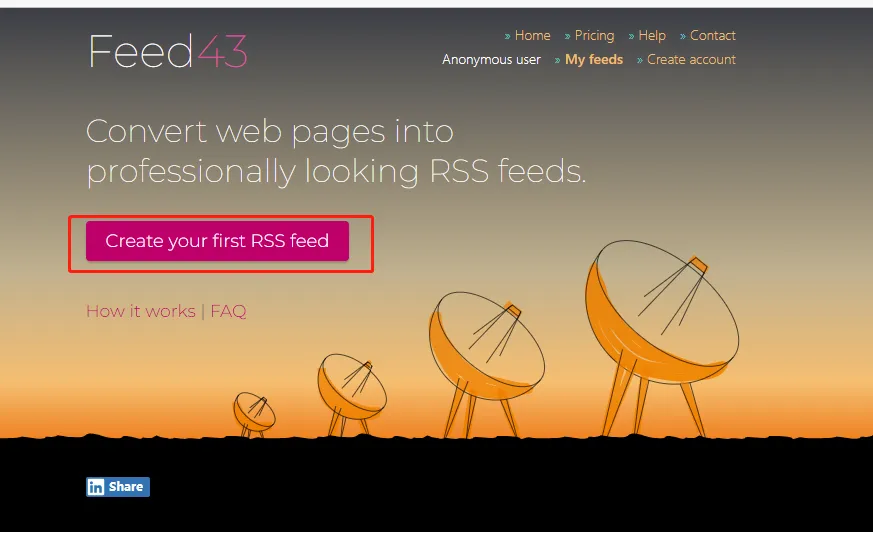 Feed43
» Home » Pricing » Help » Contact
Anonymous user » My feeds » Create account
Convert web pages into
professionally looking RSS feeds.
Create your first RSS feed
How it works | FAQ
in Share